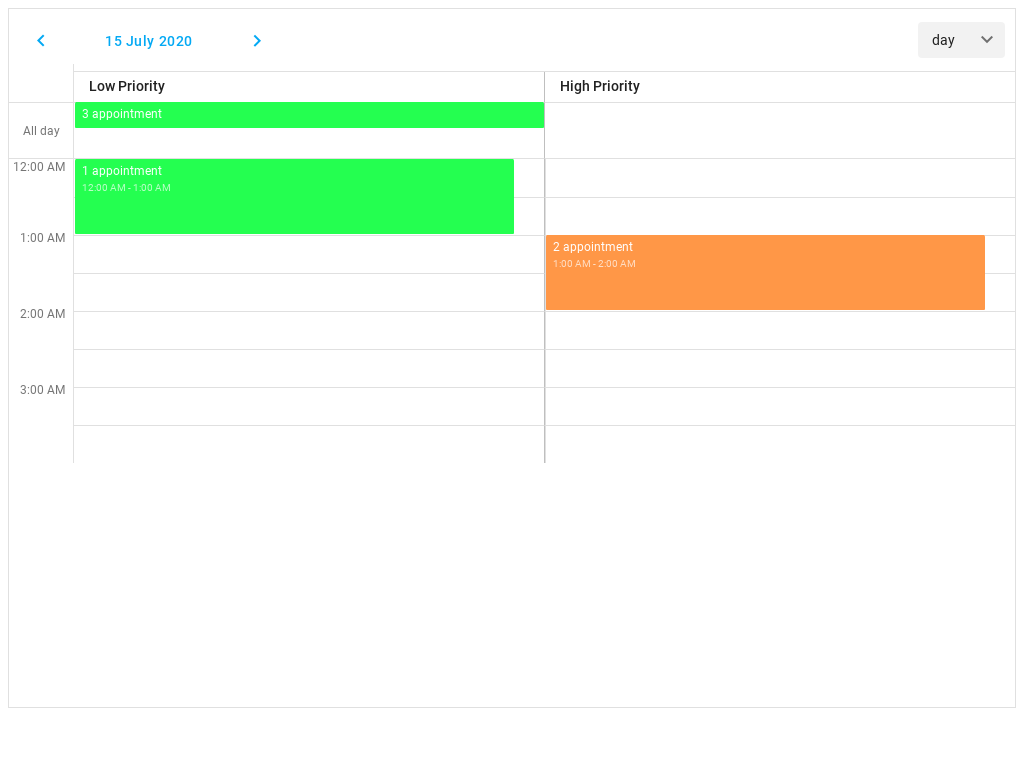 15 July 2020
day
Low Priority
High Priority
All day
3 appointment
12:00 AM
1 appointment
12:00 AM - 1:00 AM
1:00 AM
2 appointment
1:00 AM - 2:00 AM
2:00 AM
3:00 AM